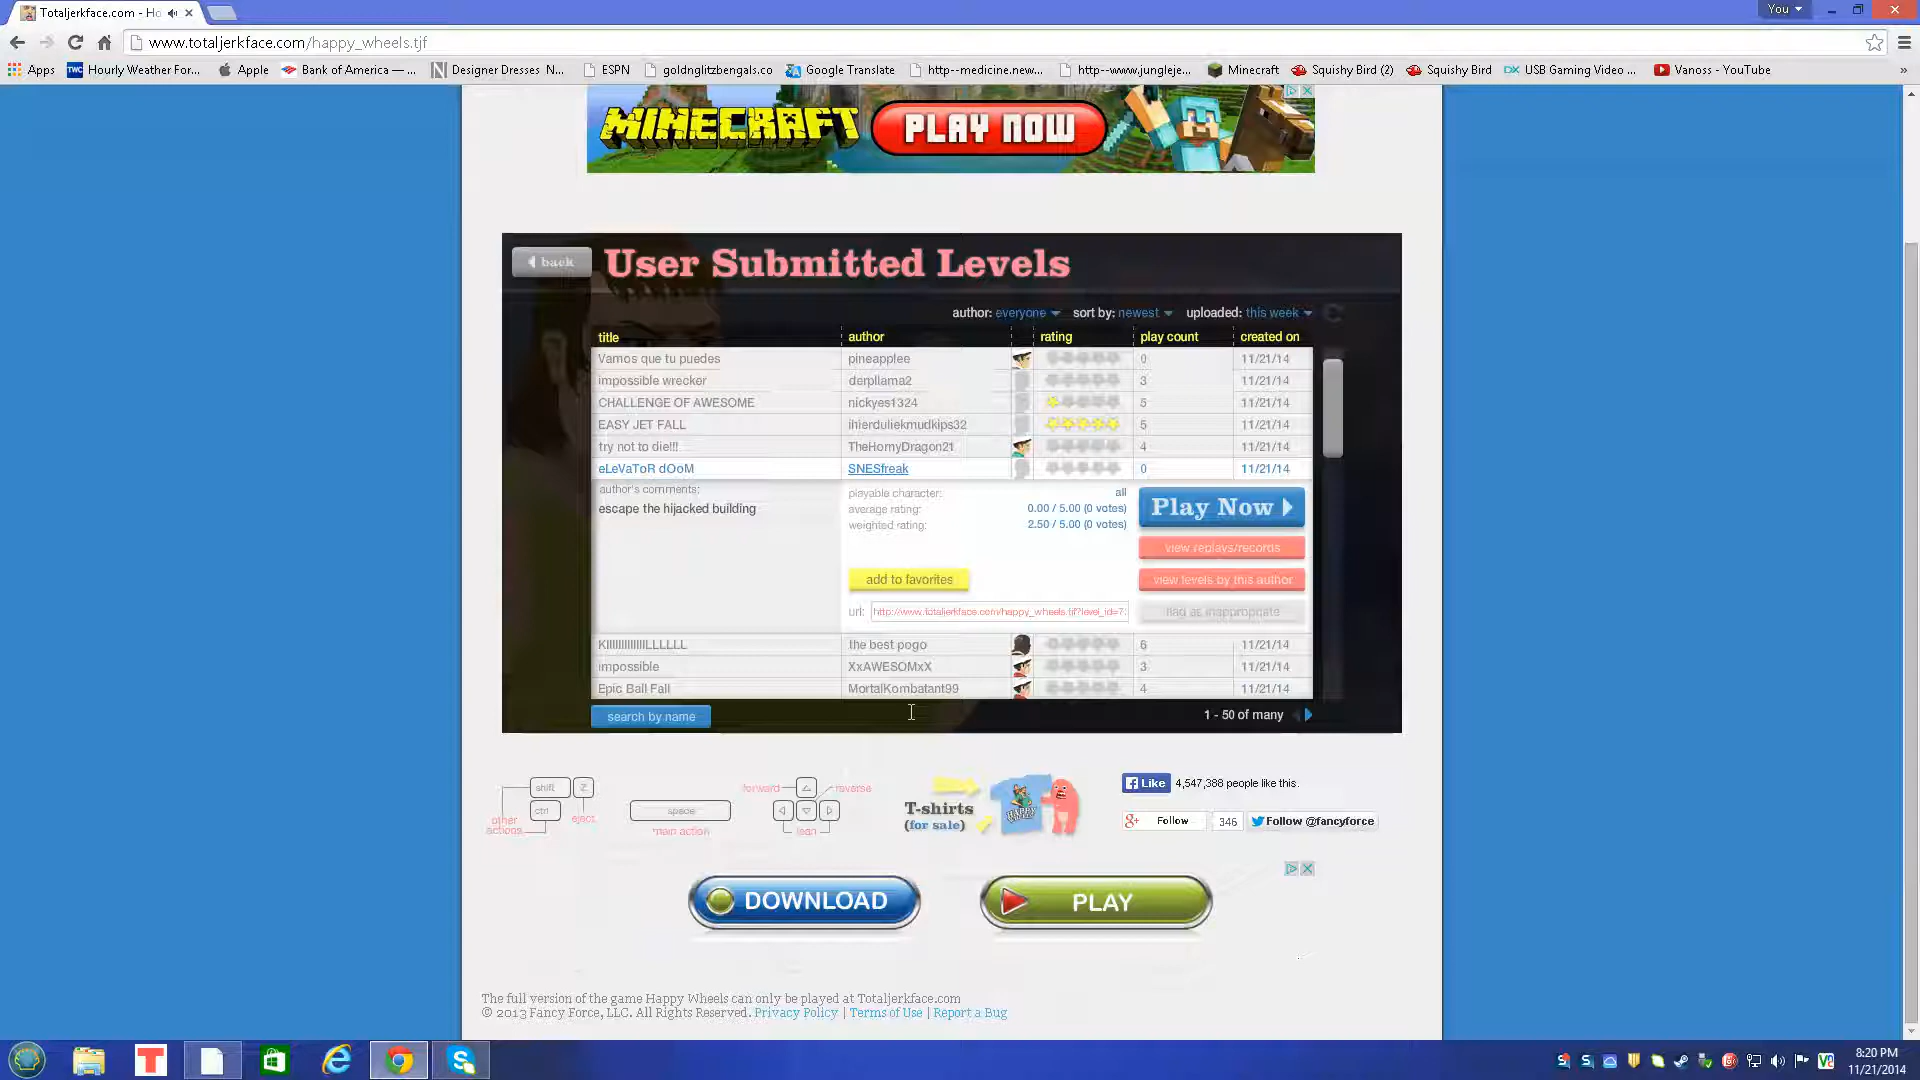 Totaljerkface.com - Ho
You
www.totaljerkface.com/happy_wheels.tjf
Apps TWC Hourly Weather For... Apple Bank of America — ... N Designer Dresses N... ESPN goldnglitzbengals.co Google Translate http--medicine.new... http--www.jungleje... Minecraft Squishy Bird (2) Squishy Bird DX USB Gaming Video ... Vanoss - YouTube »
MINECRAFT PLAY NOW
back User Submitted Levels
author: everyone sort by: newest uploaded: this week
title author rating play count created on
Vamos que tu puedes pineapplee 0 11/21/14
impossible wrecker derpllama2 3 11/21/14
CHALLENGE OF AWESOME nickyes1324 5 11/21/14
EASY JET FALL ihierduliekmudkips32 5 11/21/14
try not to die!!! TheHornyDragon21 4 11/21/14
eLeVaToR dOoM SNESfreak 0 11/21/14
author's comments:
escape the hijacked building
playable character: all
average rating: 0.00 / 5.00 (0 votes)
weighted rating: 2.50 / 5.00 (0 votes)
add to favorites
url: http://www.totaljerkface.com/happy_wheels.tjf?level_id=7
Play Now
view replays/records
view levels by this author
flag as inappropriate
the best pogo 6 11/21/14
impossible XxAWESOMxX 3 11/21/14
Epic Ball Fall MortalKombatant99 4 11/21/14
search by name 1 - 50 of many
shift Z
ctrl
other actions eject
space
main action
forward reverse
lean
T-shirts
(for sale)
HAPPY WHEELS
Like 4,547,388 people like this.
g+ Follow 346 Follow @fancyforce
DOWNLOAD PLAY
The full version of the game Happy Wheels can only be played at Totaljerkface.com
© 2013 Fancy Force, LLC. All Rights Reserved. Privacy Policy | Terms of Use | Report a Bug
8:20 PM
11/21/2014